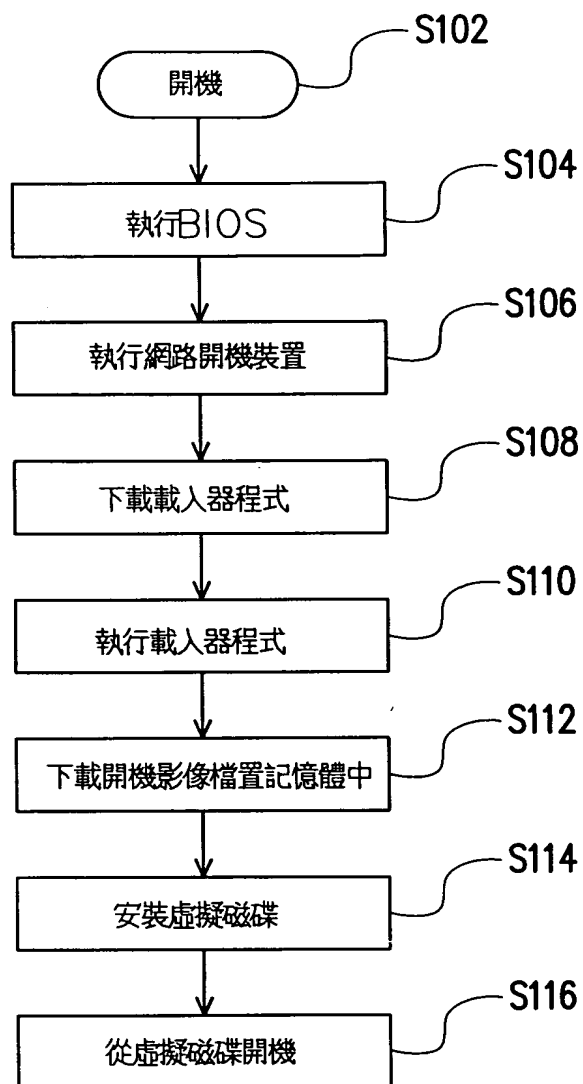 S102
開機
S104
執行BIOS
S106
執行網路開機裝置
S108
下載載入器程式
S110
執行載入器程式
S112
下載開機影像檔置記憶體中
S114
安裝虛擬磁碟
S116
從虛擬磁碟開機